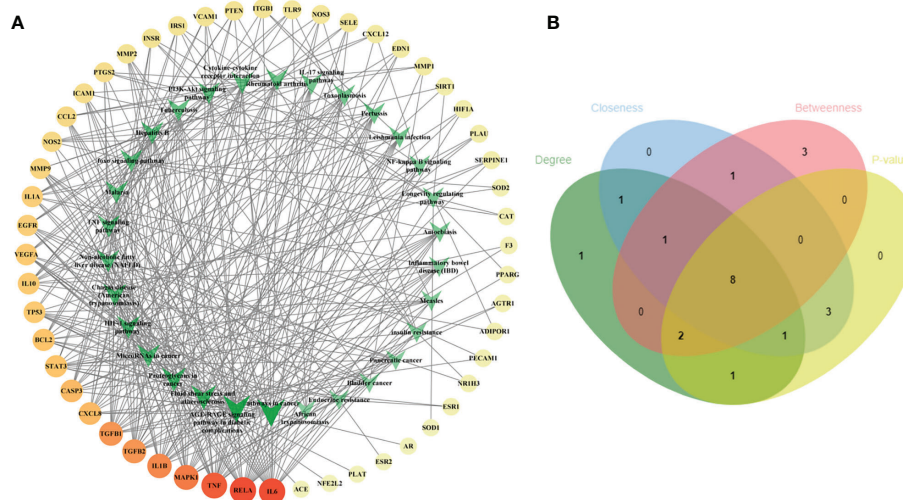 A
VCAM1
PTEN
ITGB1
TLR9
NOS3
SELE
CXCL12
EDN1
MMP1
SIRT1
HIF1A
PLAU
SERPINE1
SOD2
CAT
F3
PPARG
AGTR1
ADIPOR1
PECAM1
NR1H3
ESR1
SOD1
AR
ESR2
PLAT
NFE2L2
ACE
IL6
RELA
TNF
MAPK1
IL1B
TGFB2
TGFB1
CXCL8
CASP3
STAT3
BCL2
TP53
IL10
VEGFA
EGFR
IL1A
MMP9
NOS2
CCL2
ICAM1
PTGS2
MMP2
INSR
IRS1
Cytokine-cytokine
receptor interaction
Rheumatoid arthritis
IL-17 signaling
pathway
Toxoplasmosis
Pertussis
Leishmania infection
NF-kappa B signaling
pathway
Longevity regulating
pathway
Amoebiasis
Inflammatory bowel
disease (IBD)
Measles
insulin resistance
Pancreatic cancer
Bladder cancer
Endocrine resistance
African
trypanosomiasis
Pathways in cancer
AGE-RAGE signaling
pathway in diabetic
complications
Fluid shear stress and
atherosclerosis
Proteoglycans in
cancer
MicroRNAs in cancer
HIF-1 signaling
pathway
Chagas disease
(American
trypanosomiasis)
Non-alcoholic fatty
liver disease (NAFLD)
TNF signaling
pathway
Malaria
foxo signaling pathway
Hepatitis B
Tuberculosis
PI3K-Akt signaling
pathway
B
Closeness
Betweenness
Degree
P-valu
0
3
1
1
0
1
1
0
0
8
0
2
1
3
1